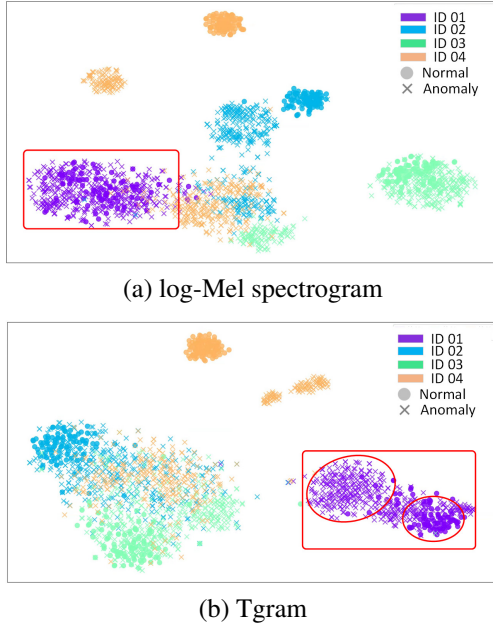 ID 01
ID 02
ID 03
ID 04
Normal
Anomaly
(a) log-Mel spectrogram
ID 01
ID 02
ID 03
ID 04
Normal
Anomaly
(b) Tgram